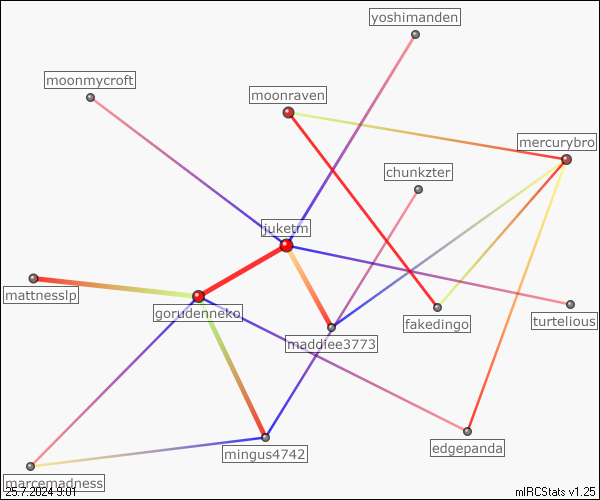 yoshimanden
moonmycroft
moonraven
mercurybro
chunkzter
juketm
mattnesslp
gorudenneko
maddiee3773
fakedingo
turtelious
mingus4742
edgepanda
marcemadness
25.7.2024 9:01
mIRCStats v1.25